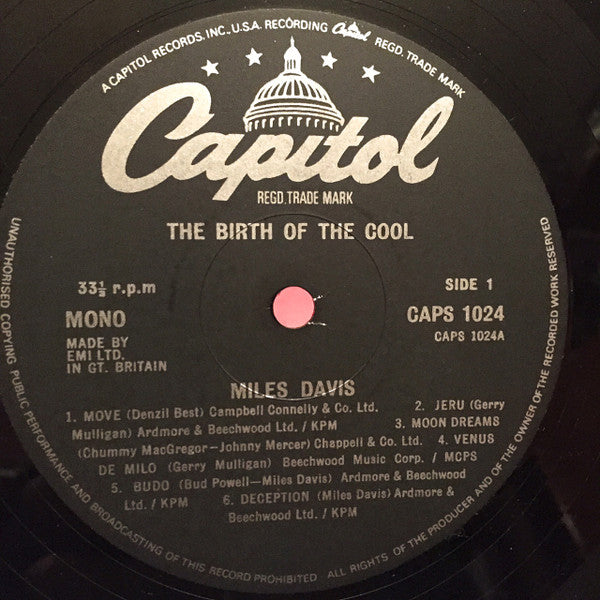 A CAPITOL RECORDS, INC., U.S.A. RECORDING Capitol REGD. TRADE MARK
Capitol
REGD. TRADE MARK
THE BIRTH OF THE COOL
33⅓ r.p.m
SIDE 1
MONO
CAPS 1024
CAPS 1024A
MADE BY
EMI LTD.
IN GT. BRITAIN
MILES DAVIS
1. MOVE (Denzil Best) Campbell Connelly & Co. Ltd. 2. JERU (Gerry
Mulligan) Ardmore & Beechwood Ltd. / KPM 3. MOON DREAMS
(Chummy MacGregor–Johnny Mercer) Chappell & Co. Ltd. 4. VENUS
DE MILO (Gerry Mulligan) Beechwood Music Corp. / MCPS
5. BUDO (Bud Powell–Miles Davis) Ardmore & Beechwood
Ltd. / KPM 6. DECEPTION (Miles Davis) Ardmore &
Beechwood Ltd. / KPM
UNAUTHORISED COPYING PUBLIC PERFORMANCE AND BROADCASTING OF THIS RECORD PROHIBITED ALL RIGHTS OF THE PRODUCER AND OF THE OWNER OF THE RECORDED WORK RESERVED